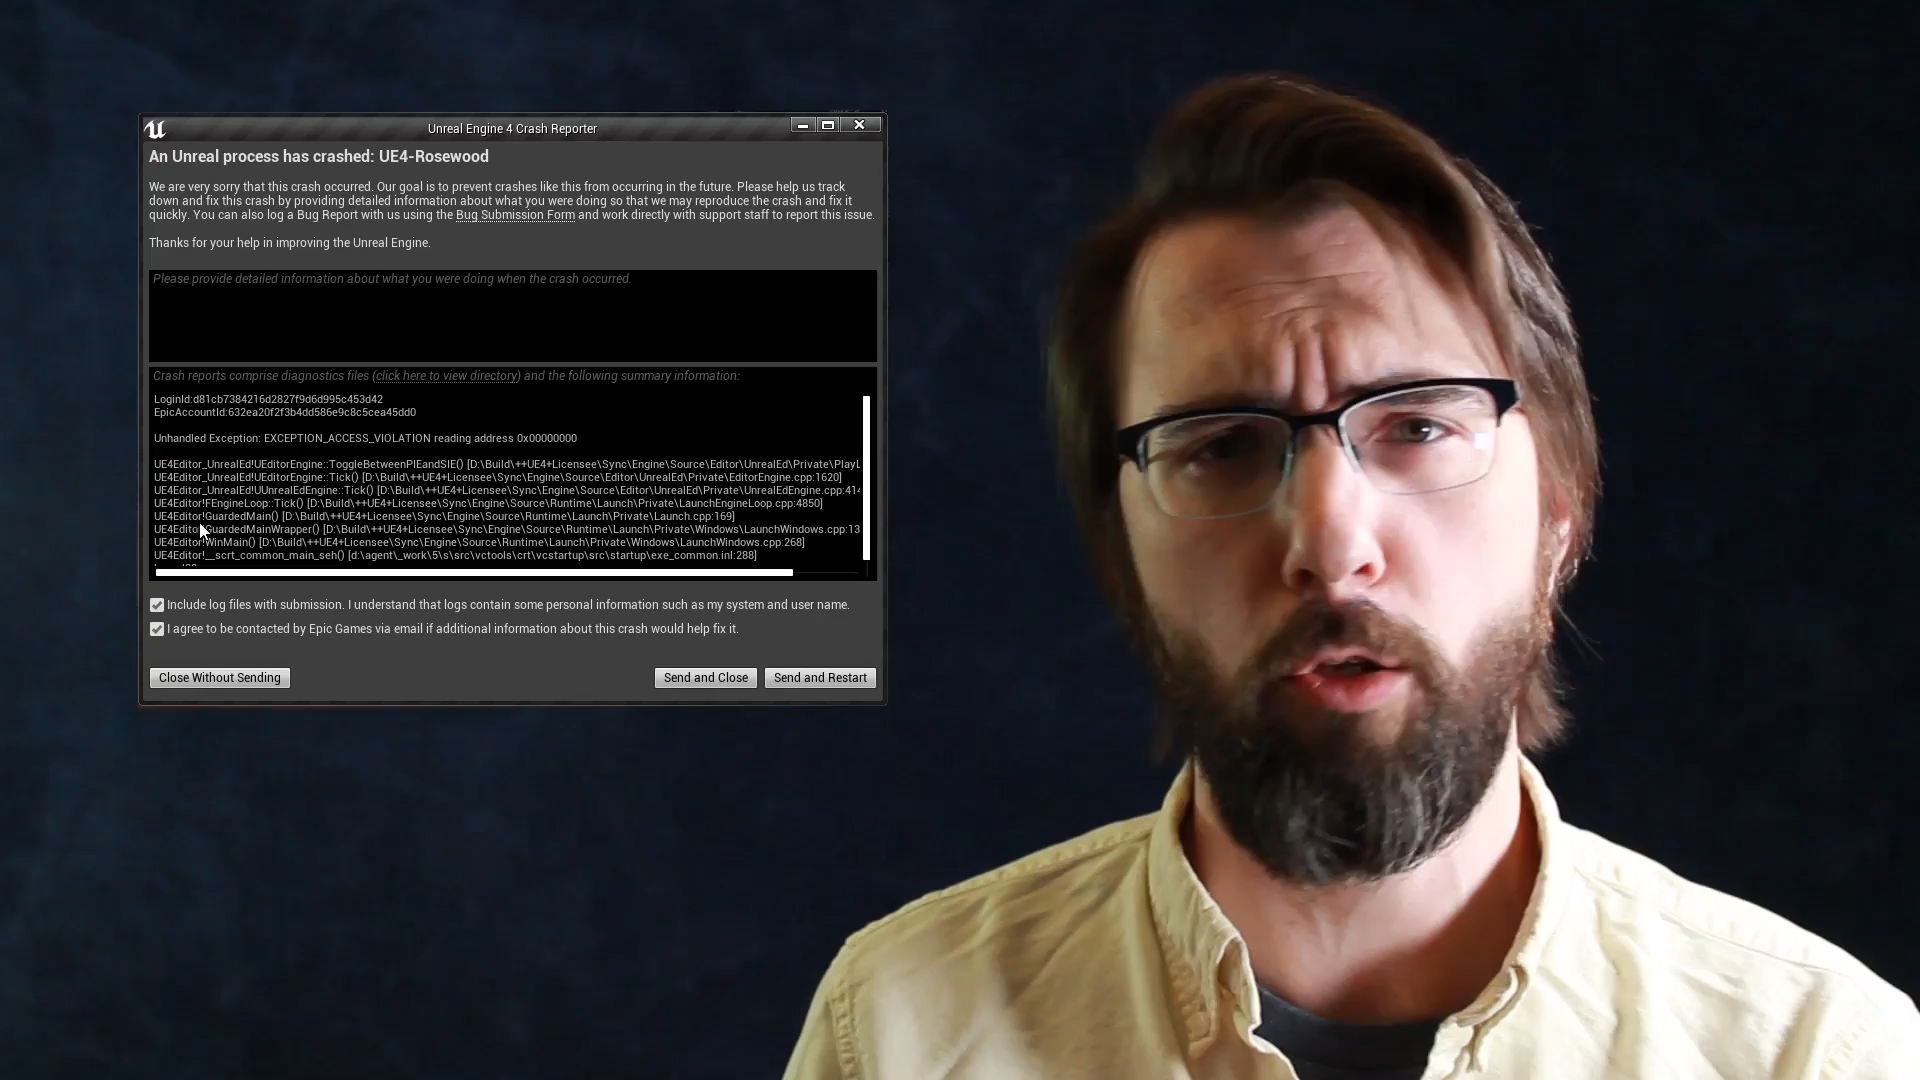 Unreal Engine 4 Crash Reporter
An Unreal process has crashed: UE4-Rosewood
We are very sorry that this crash occurred. Our goal is to prevent crashes like this from occurring in the future. Please help us track
down and fix this crash by providing detailed information about what you were doing so that we may reproduce the crash and fix it
quickly. You can also log a Bug Report with us using the Bug Submission Form and work directly with support staff to report this issue.
Thanks for your help in improving the Unreal Engine.
Please provide detailed information about what you were doing when the crash occurred.
Crash reports comprise diagnostics files (click here to view directory) and the following summary information:
LoginId:d81cb7384216d2827f9d6d995c453d42
EpicAccountId:632ea20f2f3b4dd586e9c8c5cea45dd0
Unhandled Exception: EXCEPTION_ACCESS_VIOLATION reading address 0x00000000
UE4Editor_UnrealEd!UEditorEngine::ToggleBetweenPIEandSIE() [D:\Build\++UE4+Licensee\Sync\Engine\Source\Editor\UnrealEd\Private\PlayL
UE4Editor_UnrealEd!UEditorEngine::Tick() [D:\Build\++UE4+Licensee\Sync\Engine\Source\Editor\UnrealEd\Private\EditorEngine.cpp:1620]
UE4Editor_UnrealEd!UUnrealEdEngine::Tick() [D:\Build\++UE4+Licensee\Sync\Engine\Source\Editor\UnrealEd\Private\UnrealEdEngine.cpp:414
UE4Editor!FEngineLoop::Tick() [D:\Build\++UE4+Licensee\Sync\Engine\Source\Runtime\Launch\Private\LaunchEngineLoop.cpp:4850]
UE4Editor!GuardedMain() [D:\Build\++UE4+Licensee\Sync\Engine\Source\Runtime\Launch\Private\Launch.cpp:169]
UE4Editor!GuardedMainWrapper() [D:\Build\++UE4+Licensee\Sync\Engine\Source\Runtime\Launch\Private\Windows\LaunchWindows.cpp:13
UE4Editor!WinMain() [D:\Build\++UE4+Licensee\Sync\Engine\Source\Runtime\Launch\Private\Windows\LaunchWindows.cpp:268]
UE4Editor!__scrt_common_main_seh() [d:\agent\_work\5\s\src\vctools\crt\vcstartup\src\startup\exe_common.inl:288]
Include log files with submission. I understand that logs contain some personal information such as my system and user name.
I agree to be contacted by Epic Games via email if additional information about this crash would help fix it.
Close Without Sending
Send and Close
Send and Restart